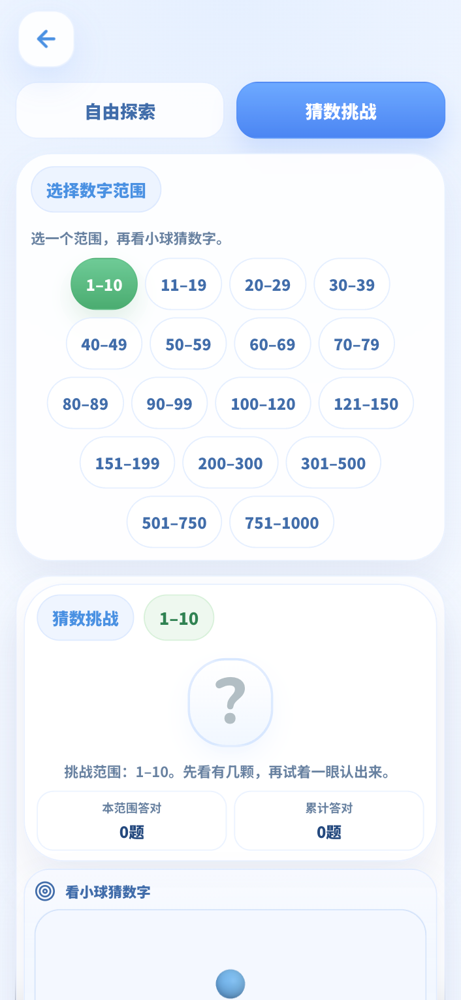 自由探索
猜数挑战
选择数字范围
选一个范围，再看小球猜数字。
1–10
11–19
20–29
30–39
40–49
50–59
60–69
70–79
80–89
90–99
100–120
121–150
151–199
200–300
301–500
501–750
751–1000
猜数挑战
1–10
?
挑战范围：1–10。先看有几颗，再试着一眼认出来。
本范围答对
0题
累计答对
0题
看小球猜数字